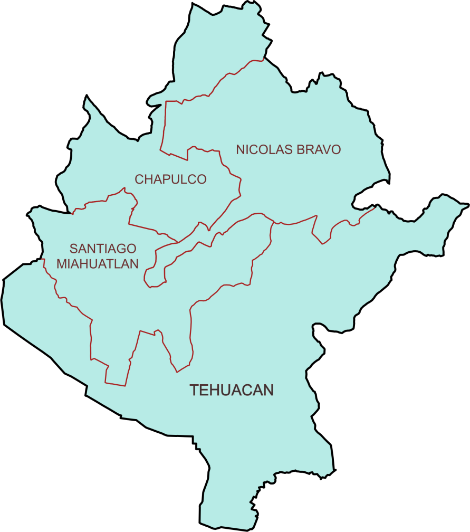 NICOLAS BRAVO
CHAPULCO
SANTIAGO
MIAHUATLAN
TEHUACAN